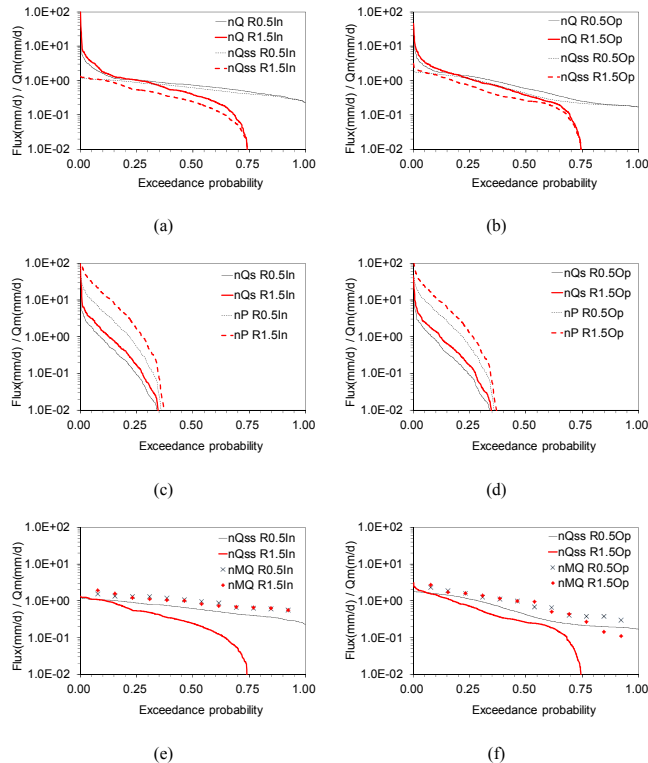 Flux(mm/d) / Qm(mm/d)
1.0E+02
1.0E+01
1.0E+00
1.0E-01
1.0E-02
nQ R0.5In
nQ R1.5In
nQss R0.5In
nQss R1.5In
0.00 0.25 0.50 0.75 1.00
Exceedance probability
(a)
Flux(mm/d) / Qm(mm/d)
1.0E+02
1.0E+01
1.0E+00
1.0E-01
1.0E-02
nQ R0.5Op
nQ R1.5Op
nQss R0.5Op
nQss R1.5Op
0.00 0.25 0.50 0.75 1.00
Exceedance probability
(b)
Flux(mm/d) / Qm(mm/d)
1.0E+02
1.0E+01
1.0E+00
1.0E-01
1.0E-02
nQs R0.5In
nQs R1.5In
nP R0.5In
nP R1.5In
0.00 0.25 0.50 0.75 1.00
Exceedance probability
(c)
Flux(mm/d) / Qm(mm/d)
1.0E+02
1.0E+01
1.0E+00
1.0E-01
1.0E-02
nQs R0.5Op
nQs R1.5Op
nP R0.5Op
nP R1.5Op
0.00 0.25 0.50 0.75 1.00
Exceedance probability
(d)
Flux(mm/d) / Qm(mm/d)
1.0E+02
1.0E+01
1.0E+00
1.0E-01
1.0E-02
nQss R0.5In
nQss R1.5In
nMQ R0.5In
nMQ R1.5In
0.00 0.25 0.50 0.75 1.00
Exceedance probability
(e)
Flux(mm/d) / Qm(mm/d)
1.0E+02
1.0E+01
1.0E+00
1.0E-01
1.0E-02
nQss R0.5Op
nQss R1.5Op
nMQ R0.5Op
nMQ R1.5Op
0.00 0.25 0.50 0.75 1.00
Exceedance probability
(f)